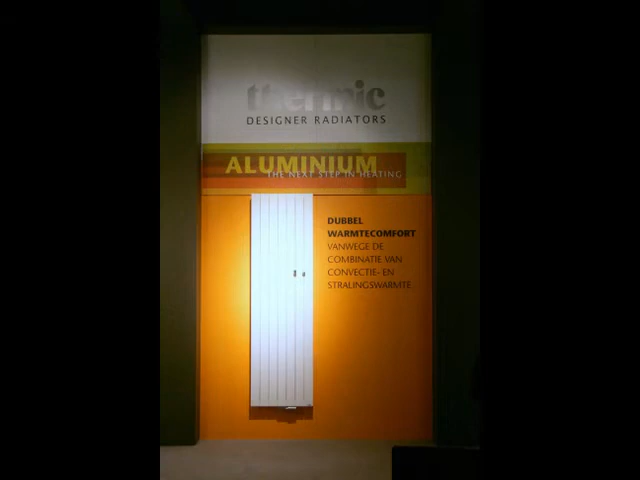 thermic
DESIGNER RADIATORS
ALUMINIUM
THE NEXT STEP IN HEATING
DUBBEL
WARMTECOMFORT
VANWEGE DE
COMBINATIE VAN
CONVECTIE- EN
STRALINGSWARMTE